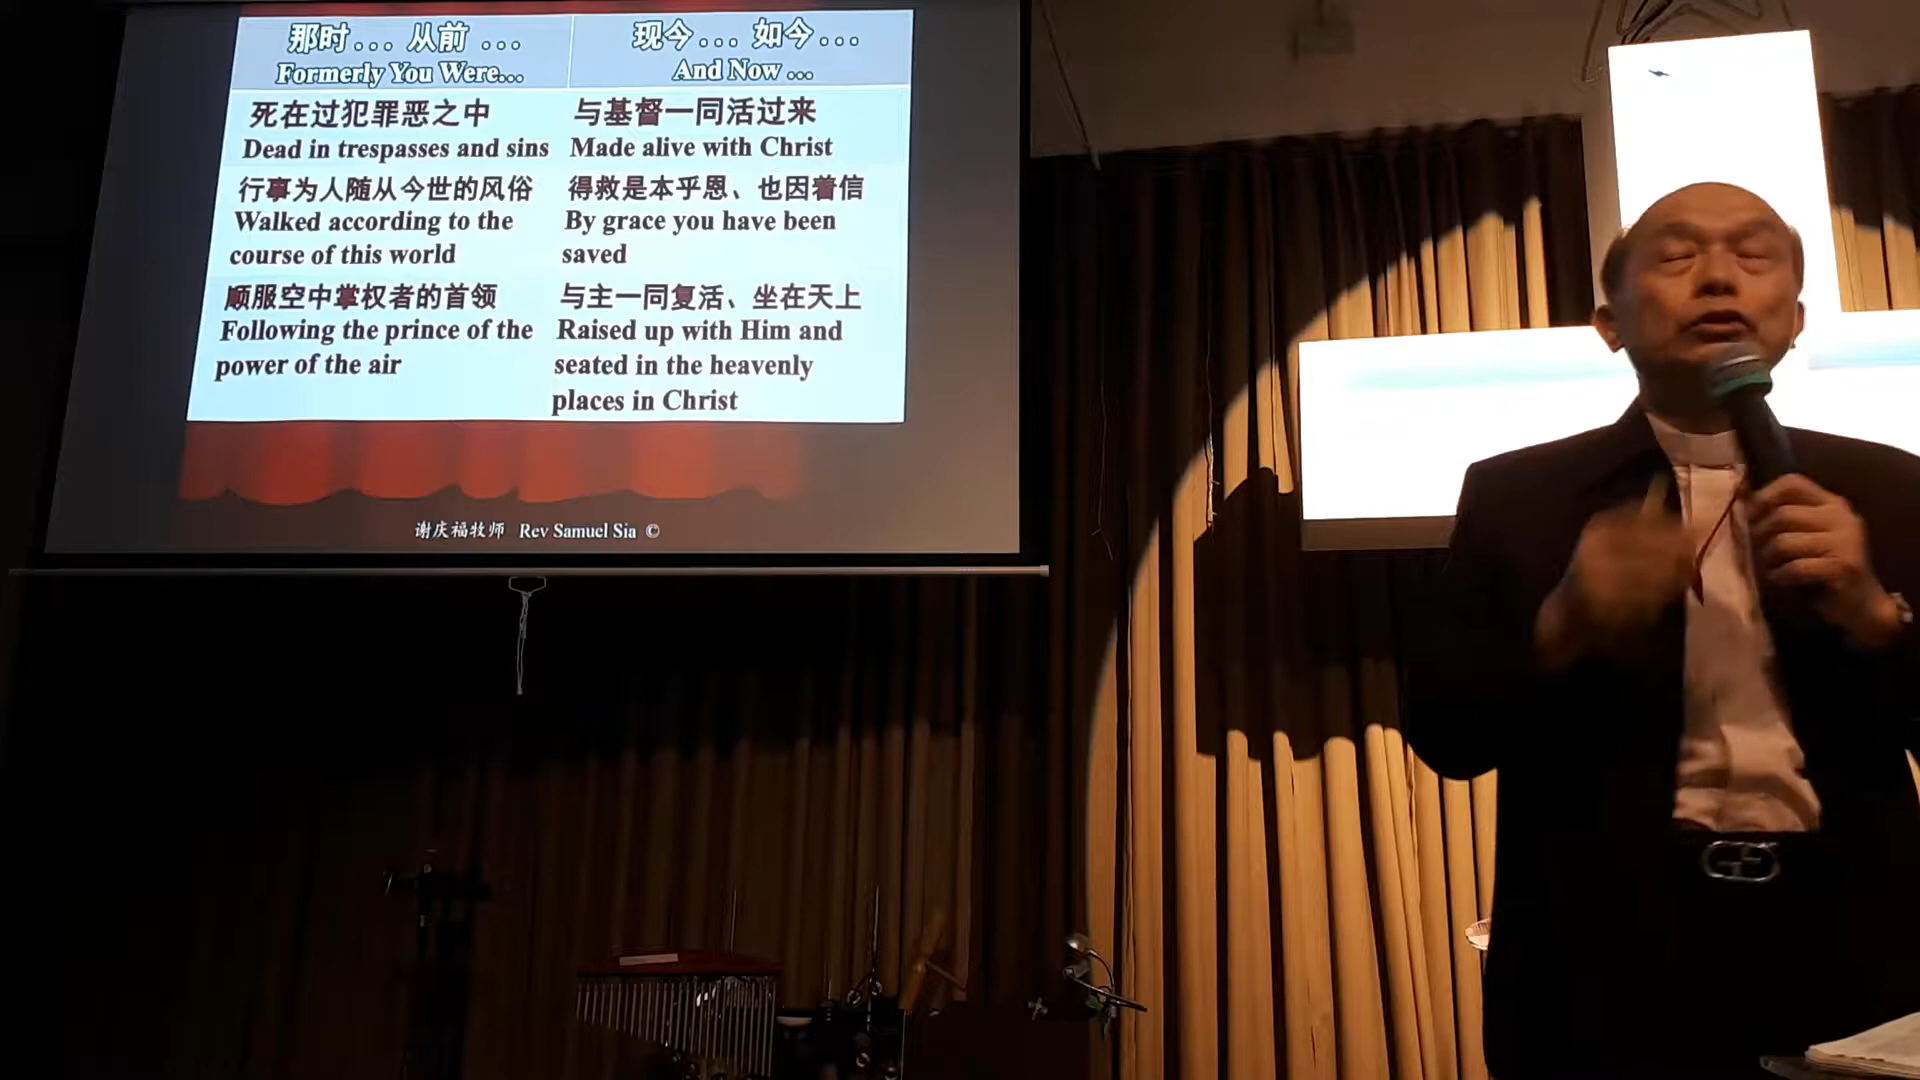 那时... 从前 ...
Formerly You Were...
现今... 如今...
And Now ...
死在过犯罪恶之中
Dead in trespasses and sins
与基督一同活过来
Made alive with Christ
行事为人随从今世的风俗
Walked according to the
course of this world
得救是本乎恩、也因着信
By grace you have been
saved
顺服空中掌权者的首领
Following the prince of the
power of the air
与主一同复活、坐在天上
Raised up with Him and
seated in the heavenly
places in Christ
谢庆福牧师 Rev Samuel Sia ©